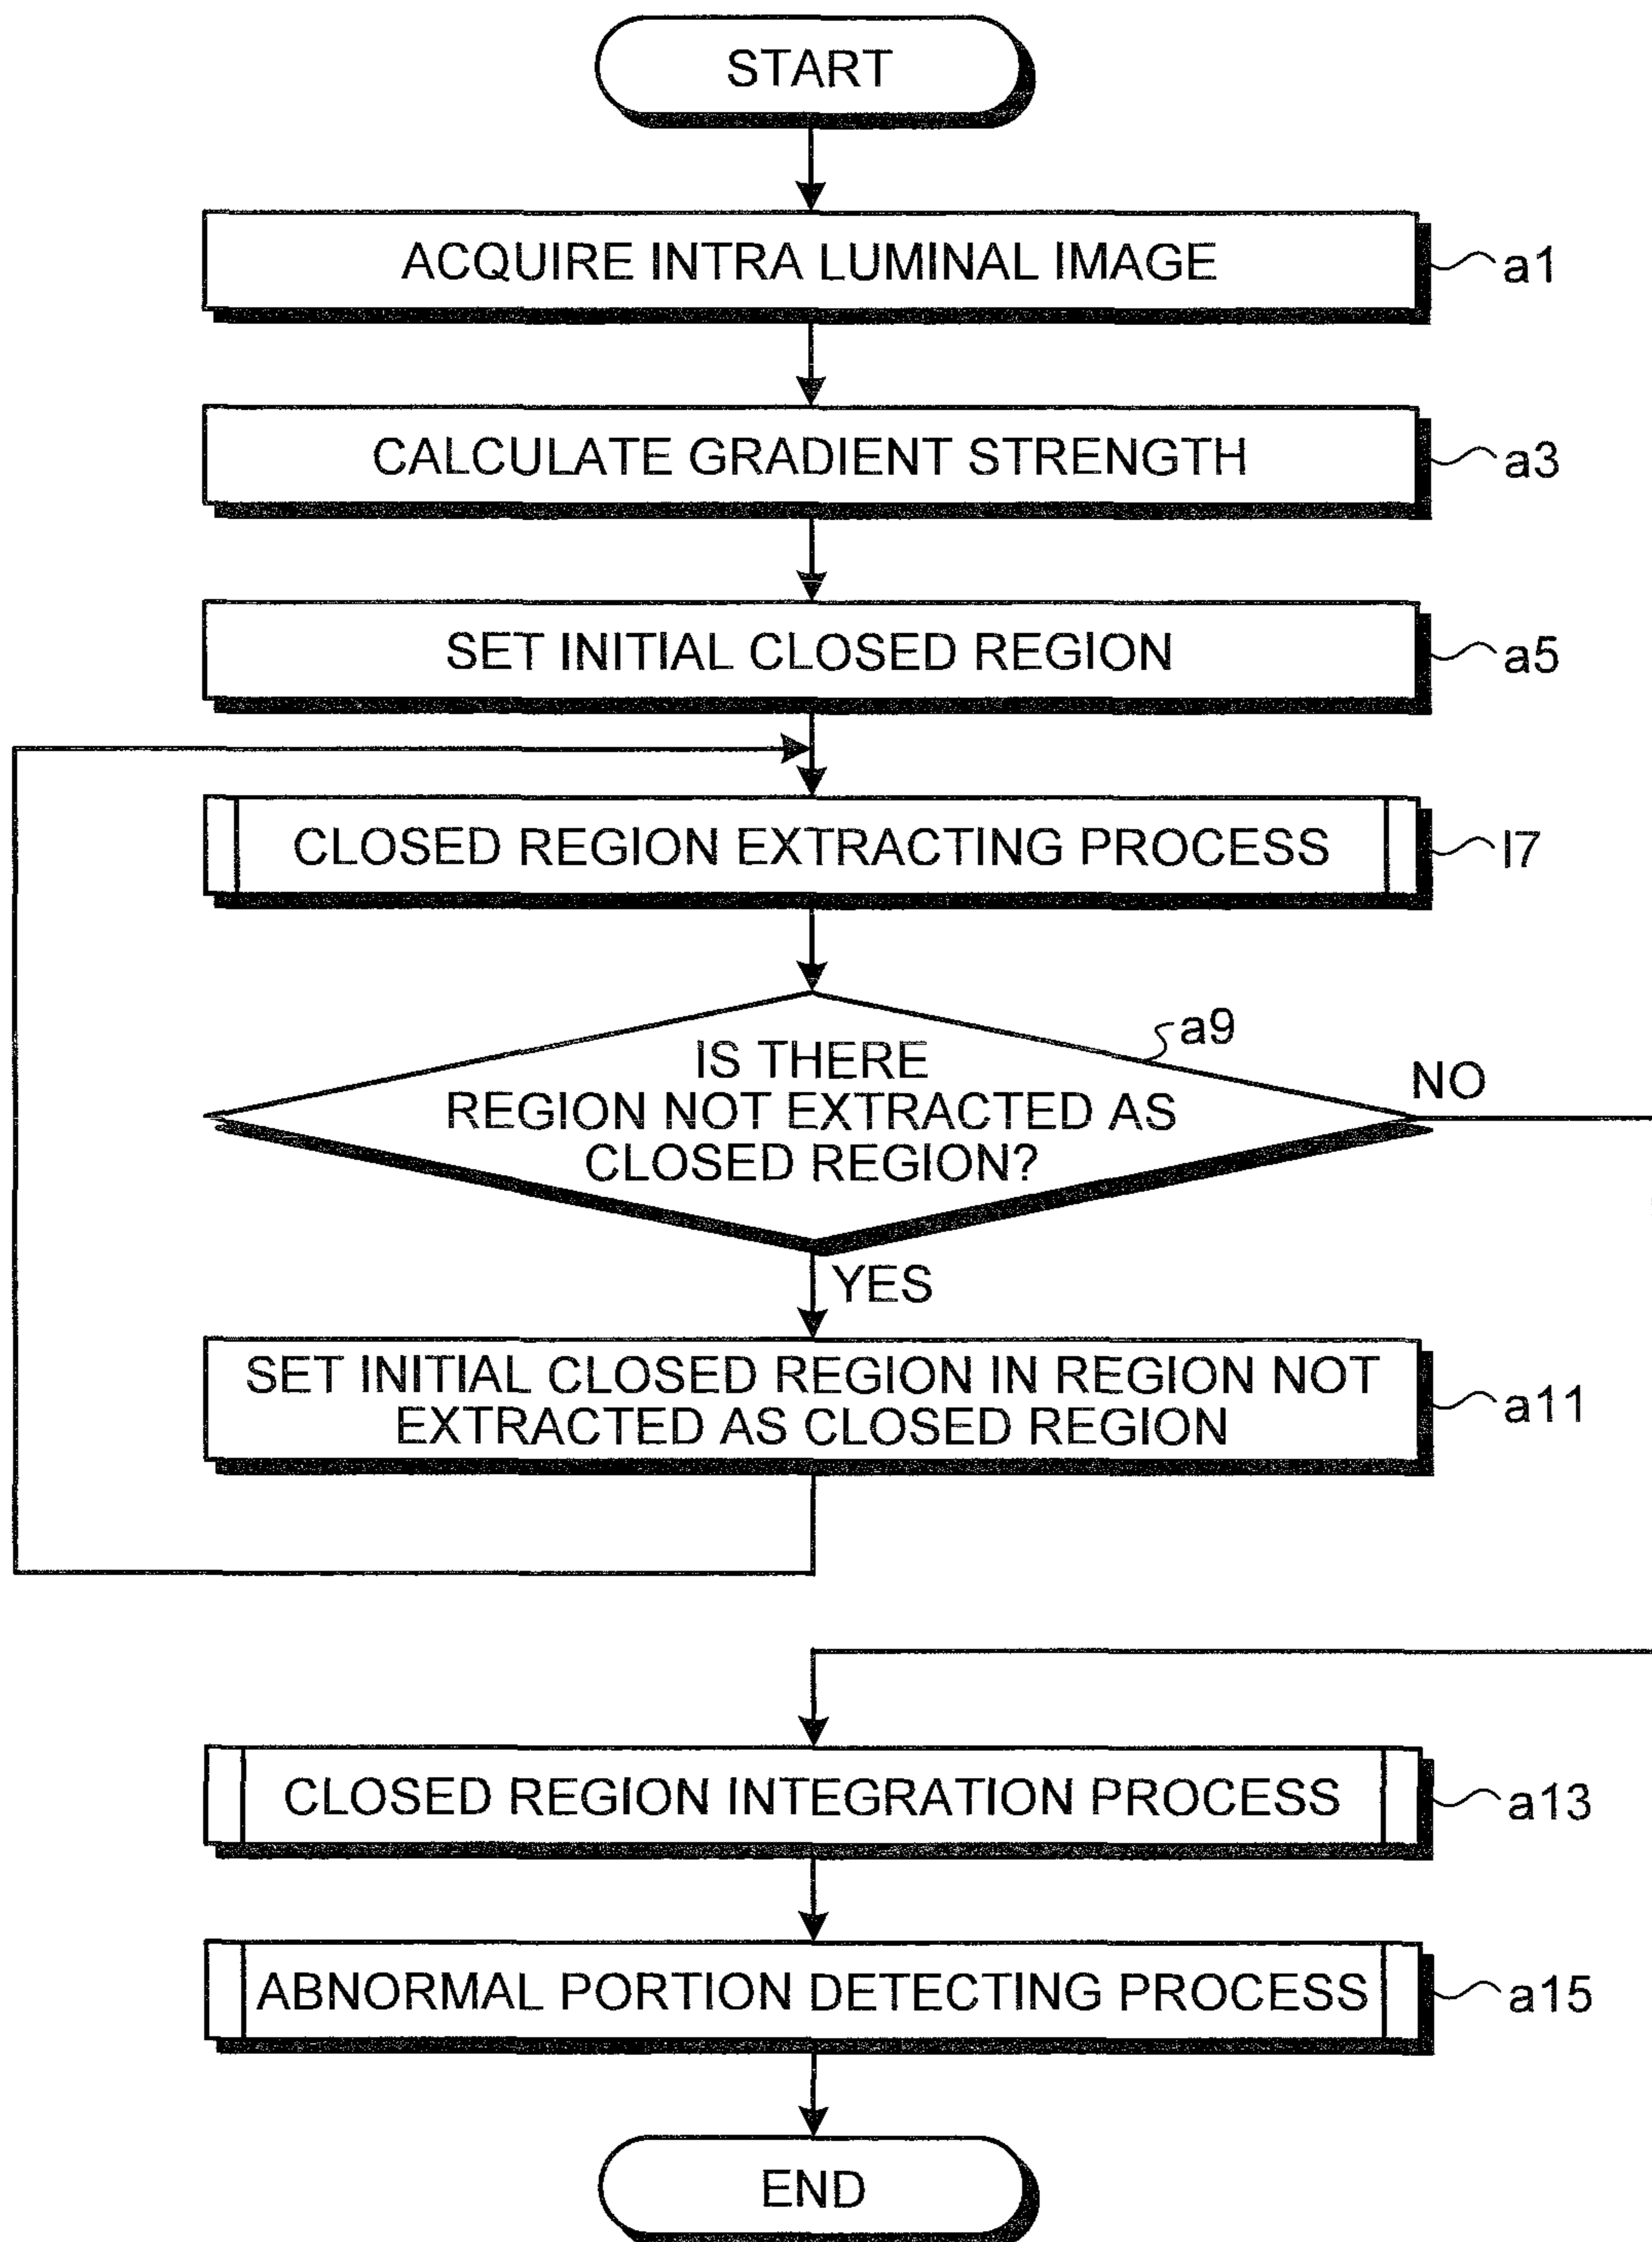 START
ACQUIRE INTRA LUMINAL IMAGE
a1
CALCULATE GRADIENT STRENGTH
a3
SET INITIAL CLOSED REGION
a5
CLOSED REGION EXTRACTING PROCESS
l7
a9
IS THERE
REGION NOT EXTRACTED AS
CLOSED REGION?
NO
YES
SET INITIAL CLOSED REGION IN REGION NOT
EXTRACTED AS CLOSED REGION
a11
CLOSED REGION INTEGRATION PROCESS
a13
ABNORMAL PORTION DETECTING PROCESS
a15
END